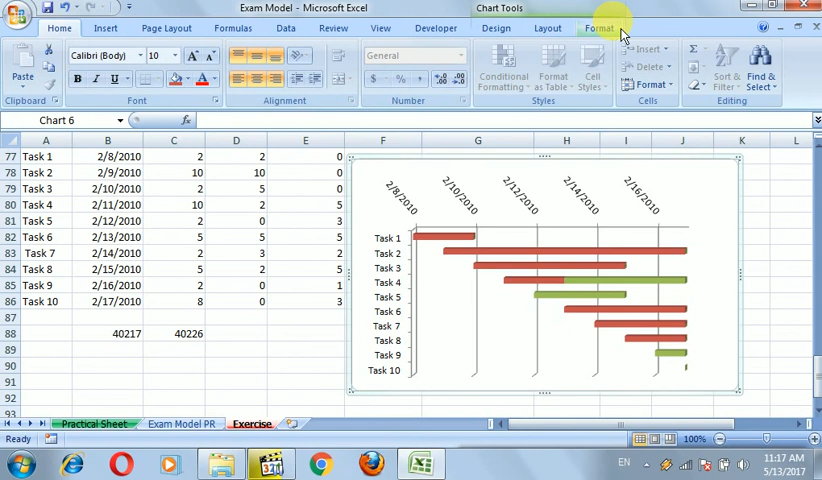 Exam Model - Microsoft Excel
Chart Tools
Home Insert Page Layout Formulas Data Review View Developer Design Layout Format
Paste
Calibri (Body) 10
General
Conditional Formatting
Format as Table
Cell Styles
Insert
Delete
Format
Sort & Filter
Find & Select
Clipboard Font Alignment Number Styles Cells Editing
Chart 6
A B C D E F G H I J K L
77 Task 1 2/8/2010 2 2 0
78 Task 2 2/9/2010 10 10 0
79 Task 3 2/10/2010 2 5 0
80 Task 4 2/11/2010 10 2 5
81 Task 5 2/12/2010 2 0 3
82 Task 6 2/13/2010 5 5 5
83 Task 7 2/14/2010 2 3 2
84 Task 8 2/15/2010 5 2 5
85 Task 9 2/16/2010 2 0 1
86 Task 10 2/17/2010 8 0 3
87
88 40217 40226
89
90
91
92
93
2/8/2010 2/10/2010 2/12/2010 2/14/2010 2/16/2010
Task 1
Task 2
Task 3
Task 4
Task 5
Task 6
Task 7
Task 8
Task 9
Task 10
Practical Sheet Exam Model PR Exercise
Ready 100%
321
EN
11:17 AM
5/13/2017